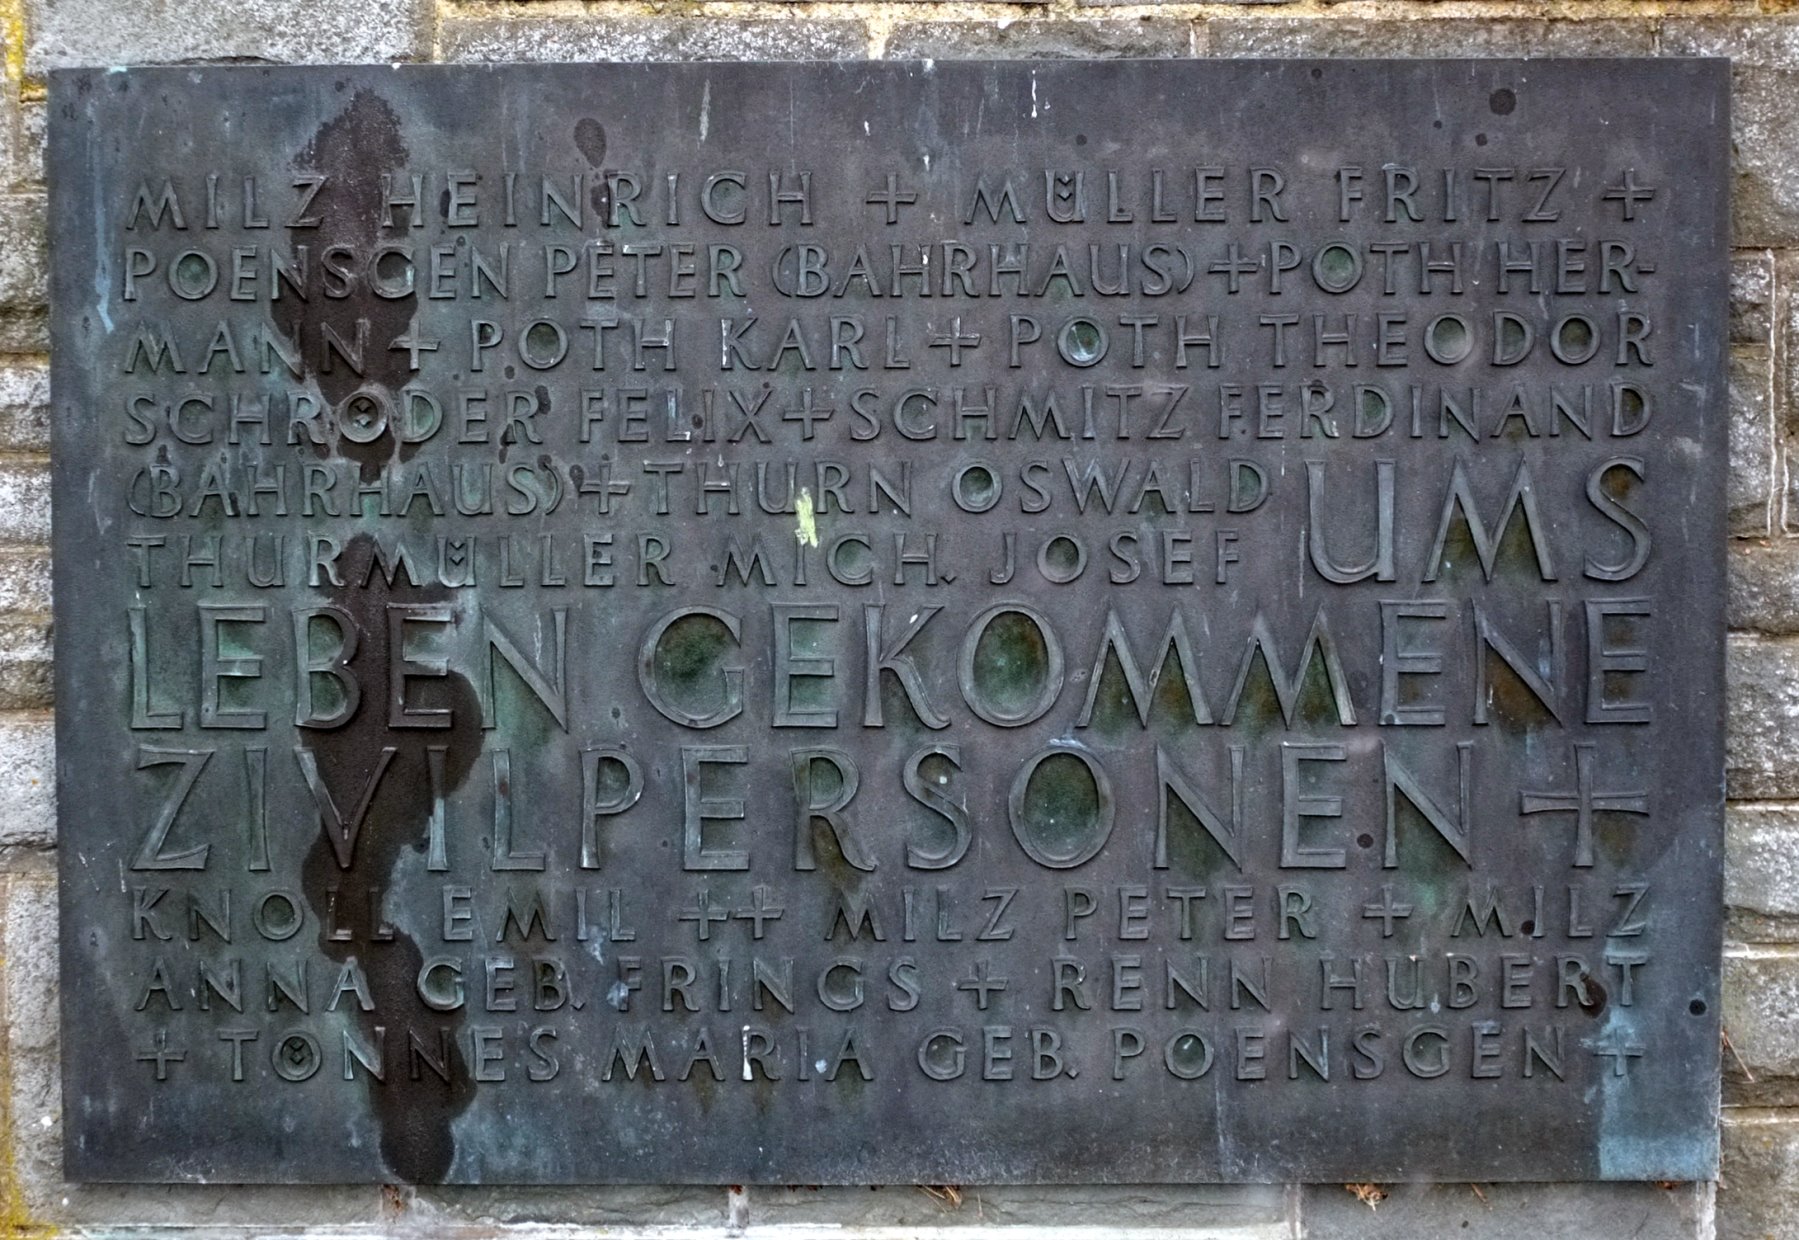 MILZ HEINRICH + MÜLLER FRITZ +
POENSGEN PETER (BAHRHAUS) + POTH HER-
MANN + POTH KARL + POTH THEODOR
SCHRÖDER FELIX + SCHMITZ FERDINAND
(BAHRHAUS) + THURN OSWALD UMS
THURMÜLLER MICH. JOSEF
LEBEN GEKOMMENE
ZIVILPERSONEN +
KNOLL EMIL + + MILZ PETER + MILZ
ANNA GEB. FRINGS + RENN HUBERT
+ TÖNNES MARIA GEB. POENSGEN +